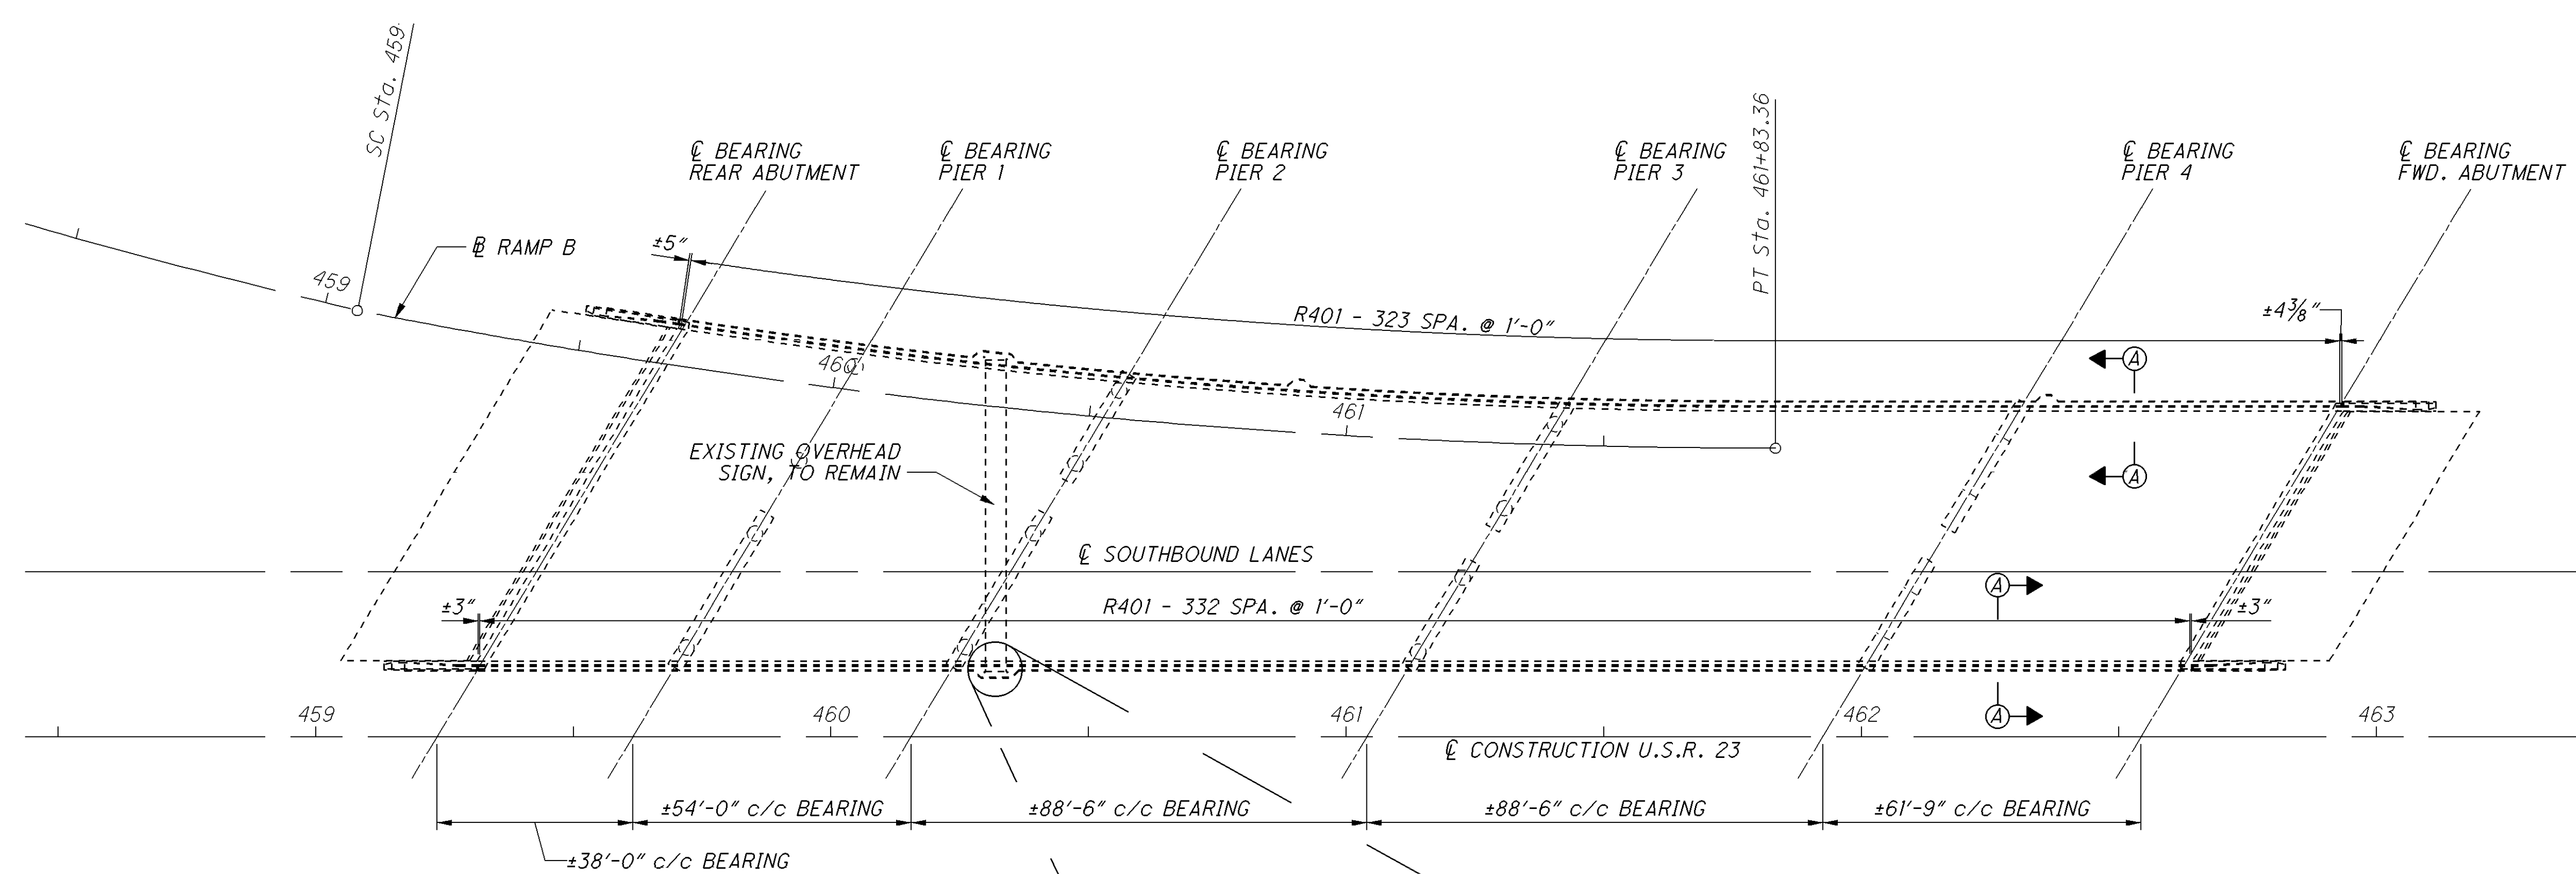 SC Sta. 459
℄ BEARING
REAR ABUTMENT
℄ BEARING
PIER 1
℄ BEARING
PIER 2
℄ BEARING
PIER 3
PT Sta. 461+83.36
℄ BEARING
PIER 4
℄ BEARING
FWD. ABUTMENT
459
RAMP B
±5"
R401 - 323 SPA. @ 1'-0"
±4⅜"
460
461
A
A
EXISTING OVERHEAD
SIGN, TO REMAIN
℄ SOUTHBOUND LANES
±3"
R401 - 332 SPA. @ 1'-0"
A
±3"
A
459
460
461
462
463
℄ CONSTRUCTION U.S.R. 23
±54'-0" c/c BEARING
±88'-6" c/c BEARING
±88'-6" c/c BEARING
±61'-9" c/c BEARING
±38'-0" c/c BEARING